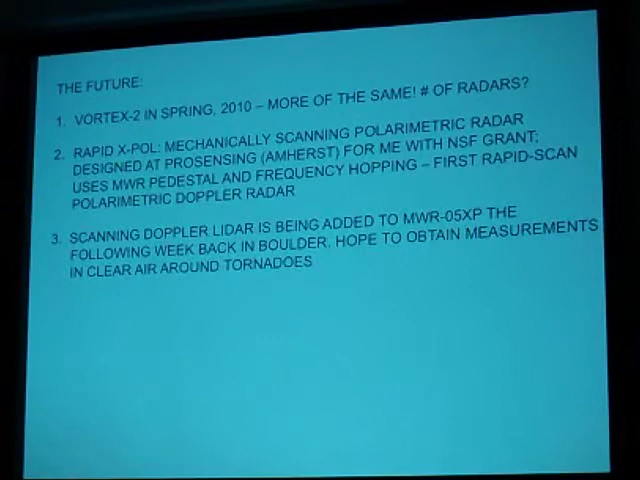 THE FUTURE:
1. VORTEX-2 IN SPRING, 2010 – MORE OF THE SAME! # OF RADARS?
2. RAPID X-POL: MECHANICALLY SCANNING POLARIMETRIC RADAR
DESIGNED AT PROSENSING (AMHERST) FOR ME WITH NSF GRANT;
USES MWR PEDESTAL AND FREQUENCY HOPPING – FIRST RAPID-SCAN
POLARIMETRIC DOPPLER RADAR
3. SCANNING DOPPLER LIDAR IS BEING ADDED TO MWR-05XP THE
FOLLOWING WEEK BACK IN BOULDER. HOPE TO OBTAIN MEASUREMENTS
IN CLEAR AIR AROUND TORNADOES